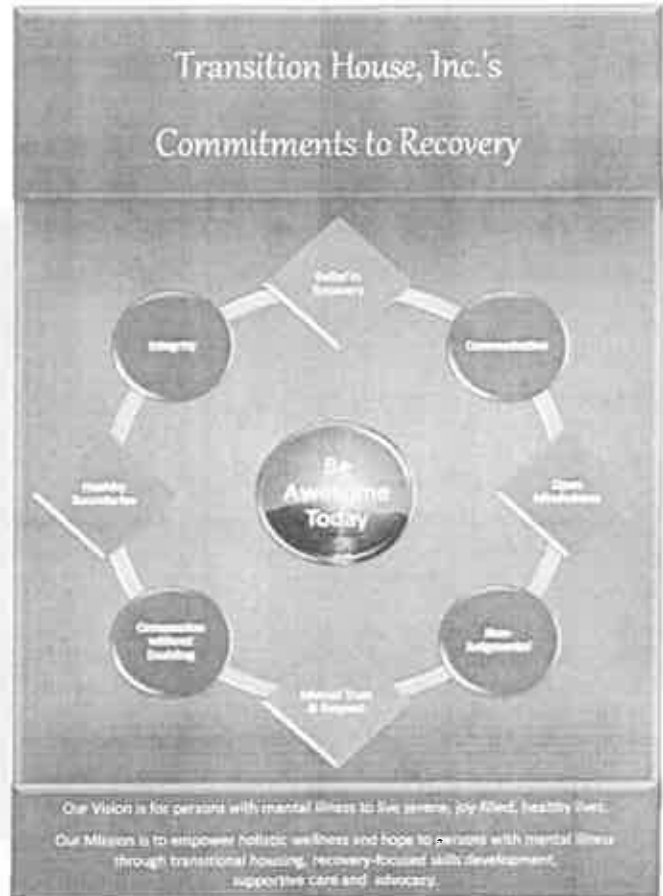 Transition House, Inc.'s
Commitments to Recovery
Belief in
Recovery
Integrity
Communication
Be
Awesome
Today
Healthy
Boundaries
Open
Mindedness
Compassion
without
Enabling
Non-
Judgmental
Mutual Trust
& Respect
Our Vision is for persons with mental illness to live serene, joy-filled, healthy lives.
Our Mission is to empower holistic wellness and hope to persons with mental illness
through transitional housing, recovery-focused skills development,
supportive care and advocacy.